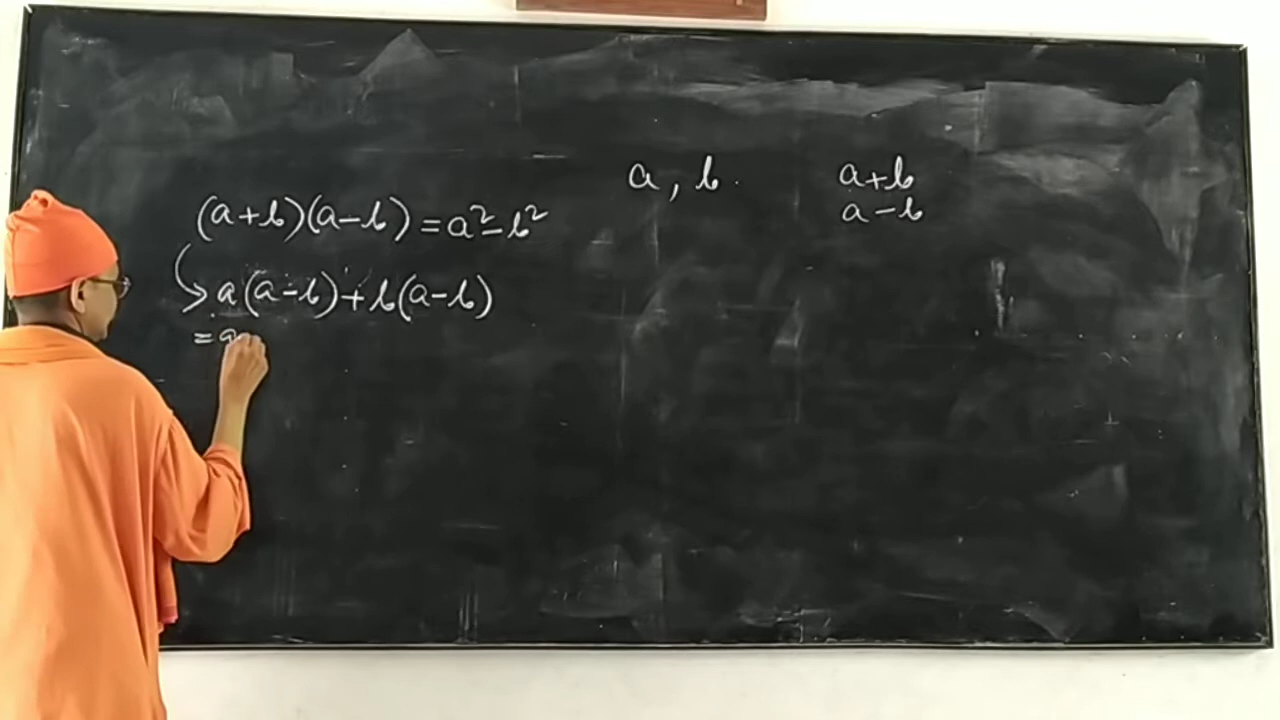 a, b.
a+b
a-b
(a+b)(a-b) = a²-b²
a(a-b)+b(a-b)
= a